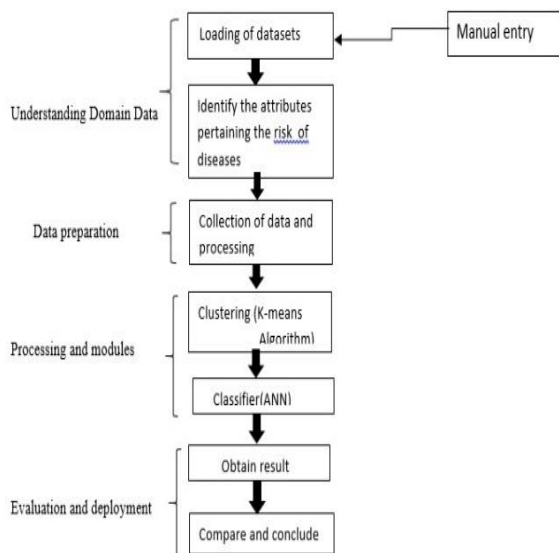 Loading of datasets
Manual entry
Understanding Domain Data
Identify the attributes
pertaining the risk of
diseases
Data preparation
Collection of data and
processing
Clustering (K-means
Algorithm)
Processing and modules
Classifier(ANN)
Obtain result
Evaluation and deployment
Compare and conclude